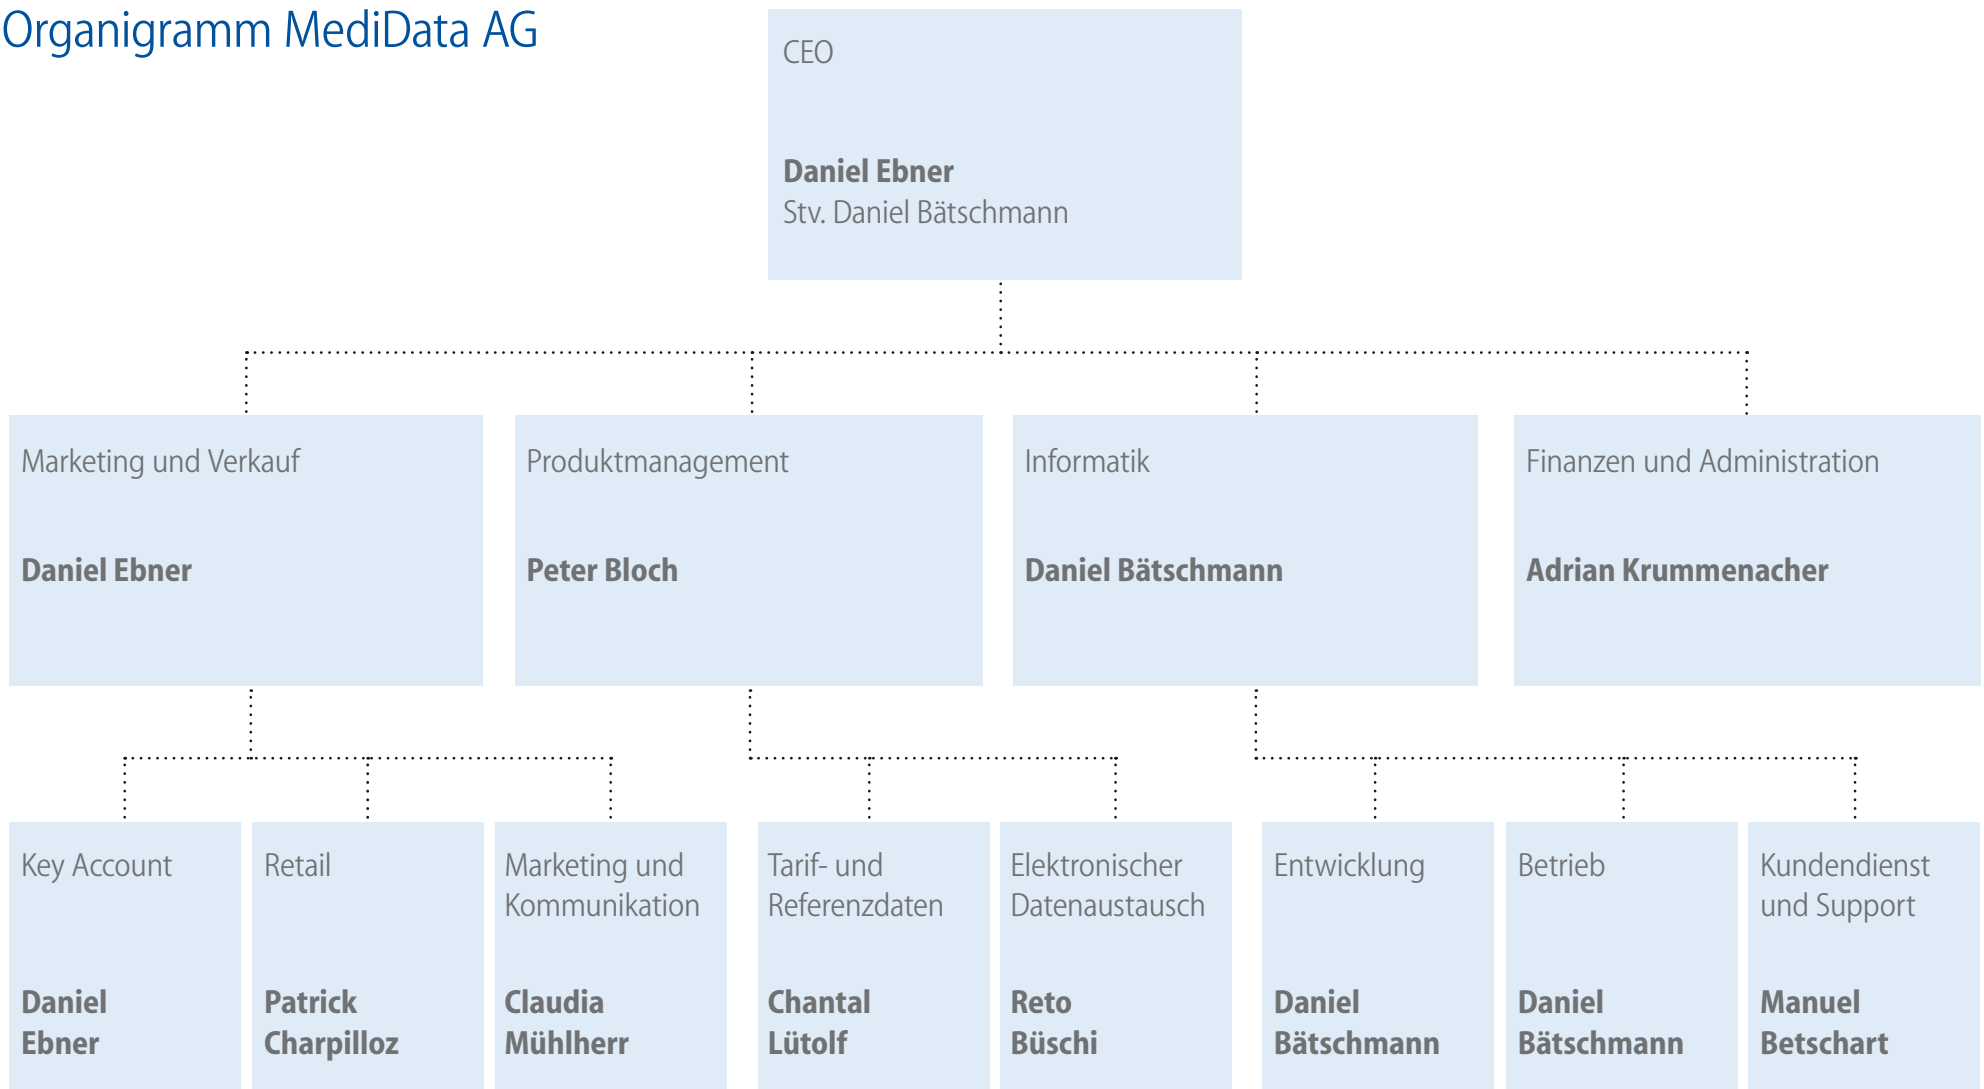 Organigramm MediData AG
CEO
Daniel Ebner
Stv. Daniel Bätschmann
Marketing und Verkauf
Daniel Ebner
Produktmanagement
Peter Bloch
Informatik
Daniel Bätschmann
Finanzen und Administration
Adrian Krummenacher
Key Account
Daniel
Ebner
Retail
Patrick
Charpilloz
Marketing und
Kommunikation
Claudia
Mühlherr
Tarif- und
Referenzdaten
Chantal
Lütolf
Elektronischer
Datenaustausch
Reto
Büschi
Entwicklung
Daniel
Bätschmann
Betrieb
Daniel
Bätschmann
Kundendienst
und Support
Manuel
Betschart